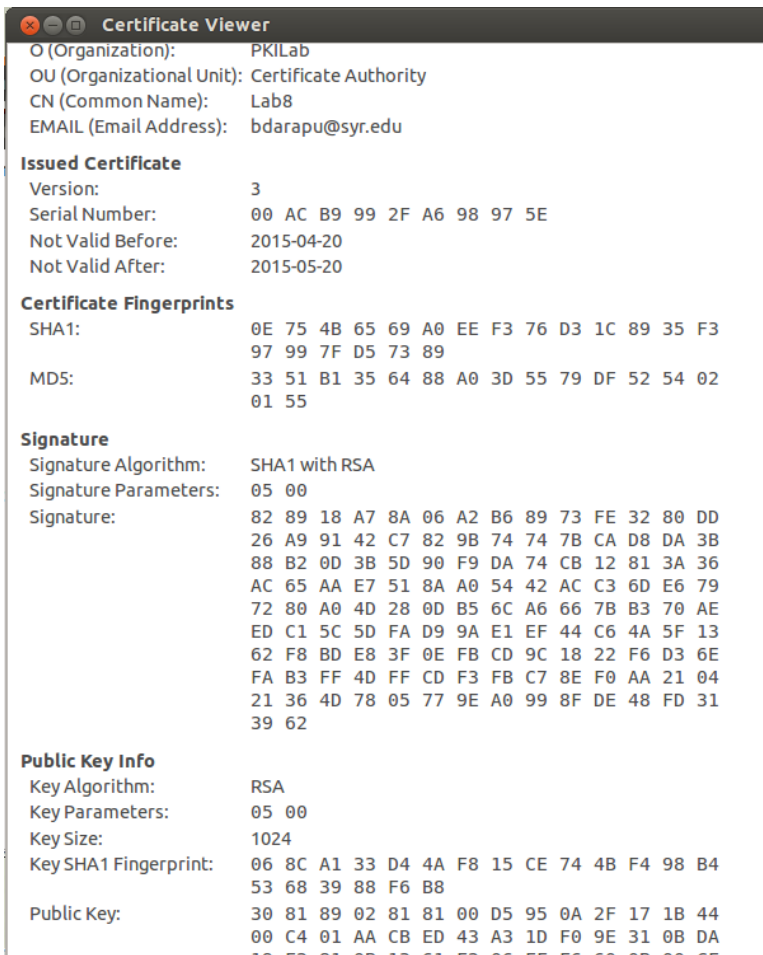 Certificate Viewer
O (Organization): PKILab
OU (Organizational Unit): Certificate Authority
CN (Common Name): Lab8
EMAIL (Email Address): bdarapu@syr.edu
Issued Certificate
Version: 3
Serial Number: 00 AC B9 99 2F A6 98 97 5E
Not Valid Before: 2015-04-20
Not Valid After: 2015-05-20
Certificate Fingerprints
SHA1: 0E 75 4B 65 69 A0 EE F3 76 D3 1C 89 35 F3
97 99 7F D5 73 89
MD5: 33 51 B1 35 64 88 A0 3D 55 79 DF 52 54 02
01 55
Signature
Signature Algorithm: SHA1 with RSA
Signature Parameters: 05 00
Signature: 82 89 18 A7 8A 06 A2 B6 89 73 FE 32 80 DD
26 A9 91 42 C7 82 9B 74 74 7B CA D8 DA 3B
88 B2 0D 3B 5D 90 F9 DA 74 CB 12 81 3A 36
AC 65 AA E7 51 8A A0 54 42 AC C3 6D E6 79
72 80 A0 4D 28 0D B5 6C A6 66 7B B3 70 AE
ED C1 5C 5D FA D9 9A E1 EF 44 C6 4A 5F 13
62 F8 BD E8 3F 0E FB CD 9C 18 22 F6 D3 6E
FA B3 FF 4D FF CD F3 FB C7 8E F0 AA 21 04
21 36 4D 78 05 77 9E A0 99 8F DE 48 FD 31
39 62
Public Key Info
Key Algorithm: RSA
Key Parameters: 05 00
Key Size: 1024
Key SHA1 Fingerprint: 06 8C A1 33 D4 4A F8 15 CE 74 4B F4 98 B4
53 68 39 88 F6 B8
Public Key: 30 81 89 02 81 81 00 D5 95 0A 2F 17 1B 44
00 C4 01 AA CB ED 43 A3 1D F0 9E 31 0B DA